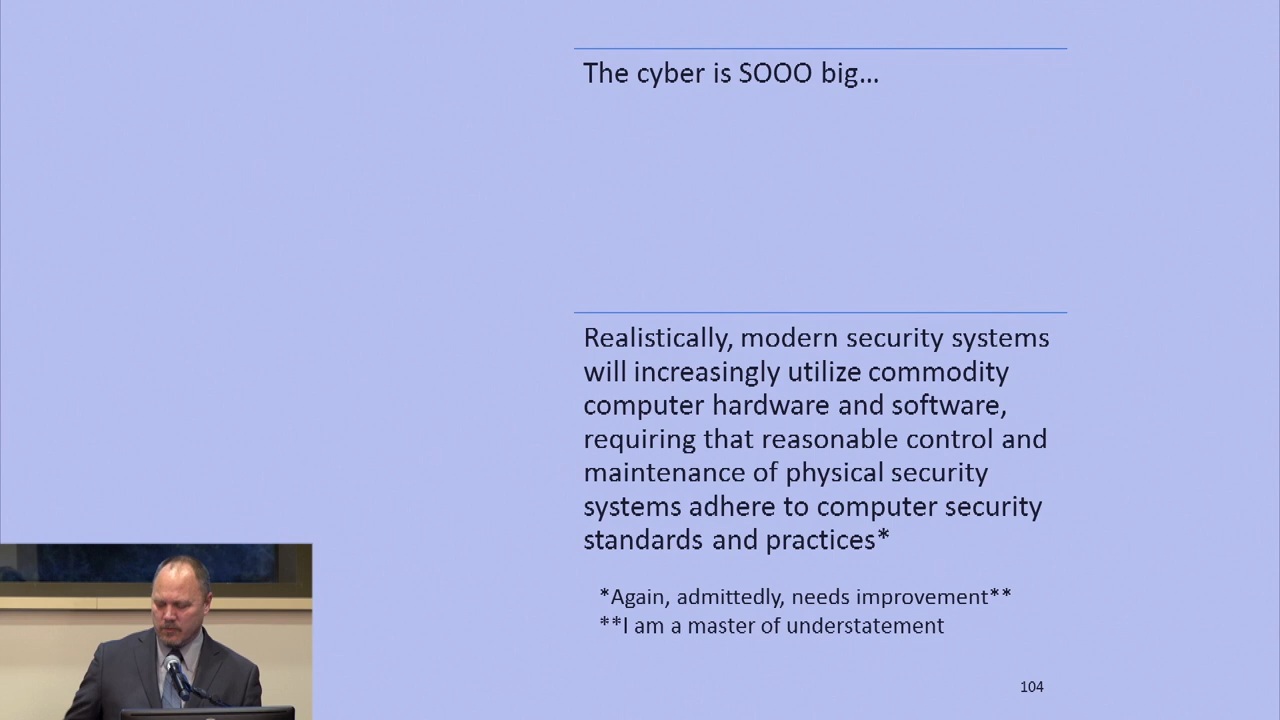 The cyber is SOOO big...
Realistically, modern security systems
will increasingly utilize commodity
computer hardware and software,
requiring that reasonable control and
maintenance of physical security
systems adhere to computer security
standards and practices*
*Again, admittedly, needs improvement**
**I am a master of understatement
104